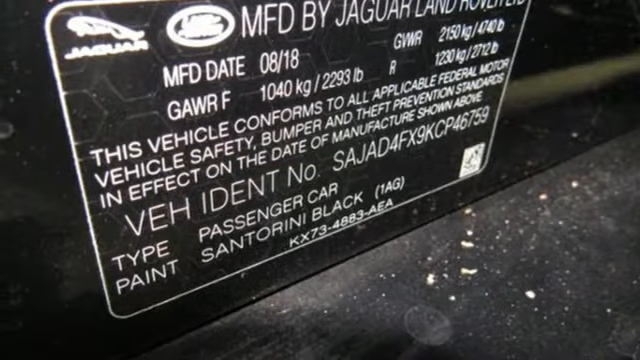 JAGUAR LAND ROVER MFD BY JAGUAR LAND ROVER LTD
MFD DATE 08/18 GVWR 2150 kg / 4740 lb
GAWR F 1040 kg / 2293 lb R 1230 kg / 2712 lb
THIS VEHICLE CONFORMS TO ALL APPLICABLE FEDERAL MOTOR
VEHICLE SAFETY, BUMPER AND THEFT PREVENTION STANDARDS
IN EFFECT ON THE DATE OF MANUFACTURE SHOWN ABOVE
VEH IDENT No. SAJAD4FX9KCP46759
TYPE PASSENGER CAR
PAINT SANTORINI BLACK (1AG)
KX73-4883-AEA